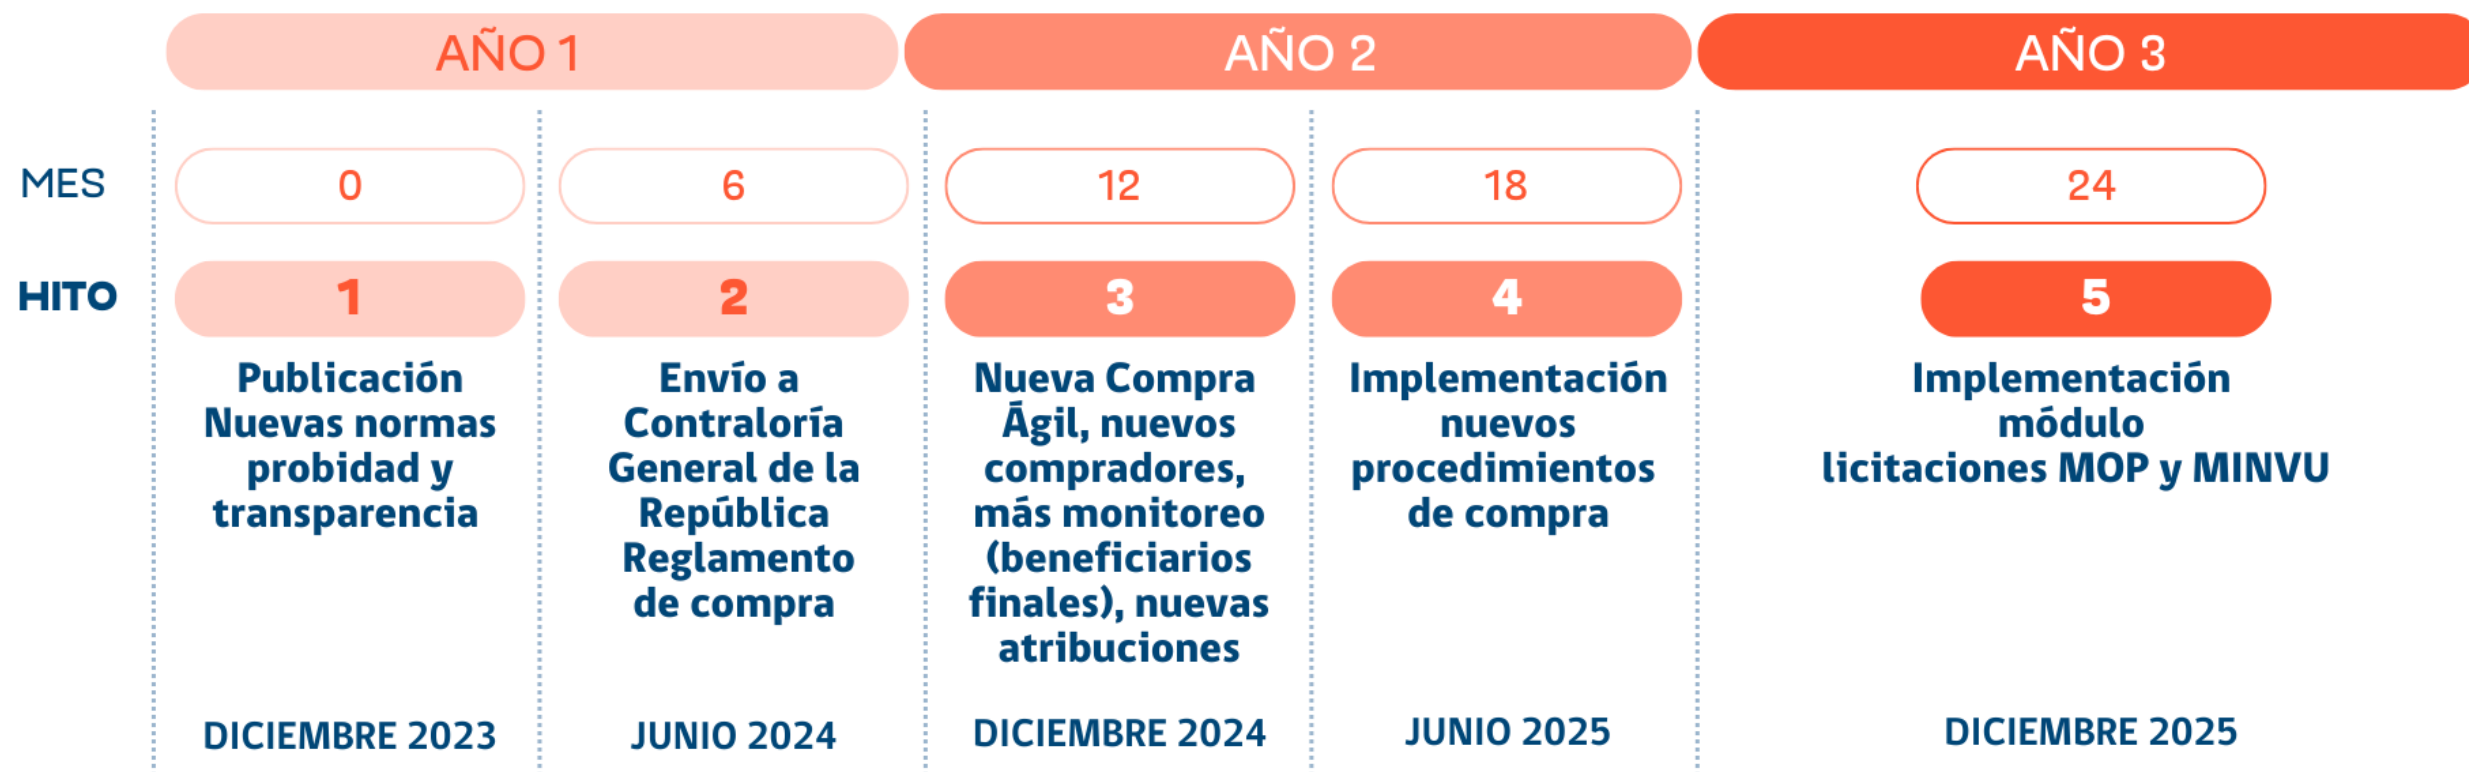 AÑO 1
AÑO 2
AÑO 3
MES
0
6
12
18
24
HITO
1
2
3
4
5
Publicación
Nuevas normas
probidad y
transparencia
DICIEMBRE 2023
Envío a
Contraloría
General de la
República
Reglamento
de compra
JUNIO 2024
Nueva Compra
Ágil, nuevos
compradores,
más monitoreo
(beneficiarios
finales), nuevas
atribuciones
DICIEMBRE 2024
Implementación
nuevos
procedimientos
de compra
JUNIO 2025
Implementación
módulo
licitaciones MOP y MINVU
DICIEMBRE 2025